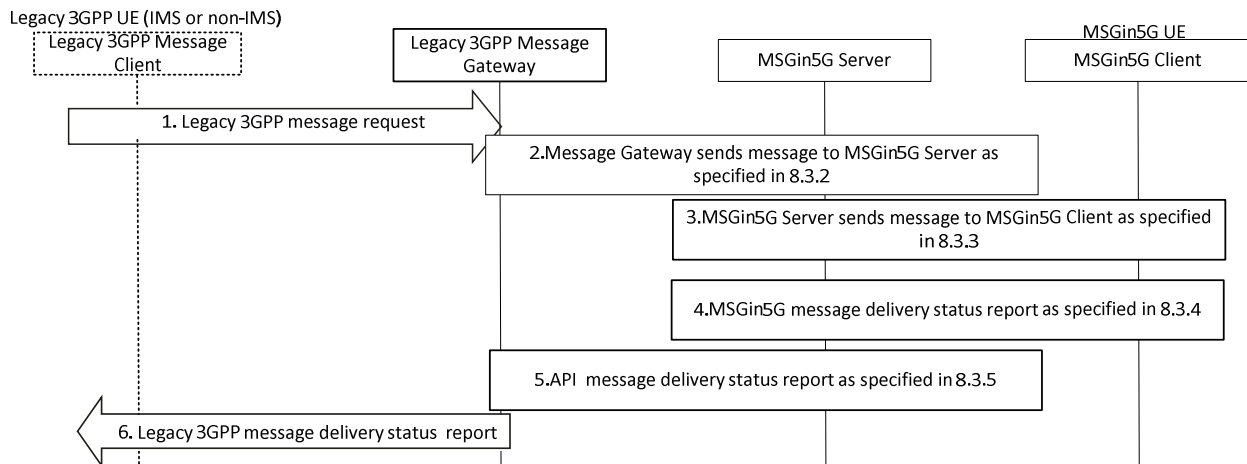 Legacy 3GPP UE (IMS or non-IMS)
Legacy 3GPP Message
Client
Legacy 3GPP Message
Gateway
MSGin5G Server
MSGin5G UE
MSGin5G Client
1. Legacy 3GPP message request
2.Message Gateway sends message to MSGin5G Server as
specified in 8.3.2
3.MSGin5G Server sends message to MSGin5G Client as specified
in 8.3.3
4.MSGin5G message delivery status report as specified in 8.3.4
5.API message delivery status report as specified in 8.3.5
6. Legacy 3GPP message delivery status report